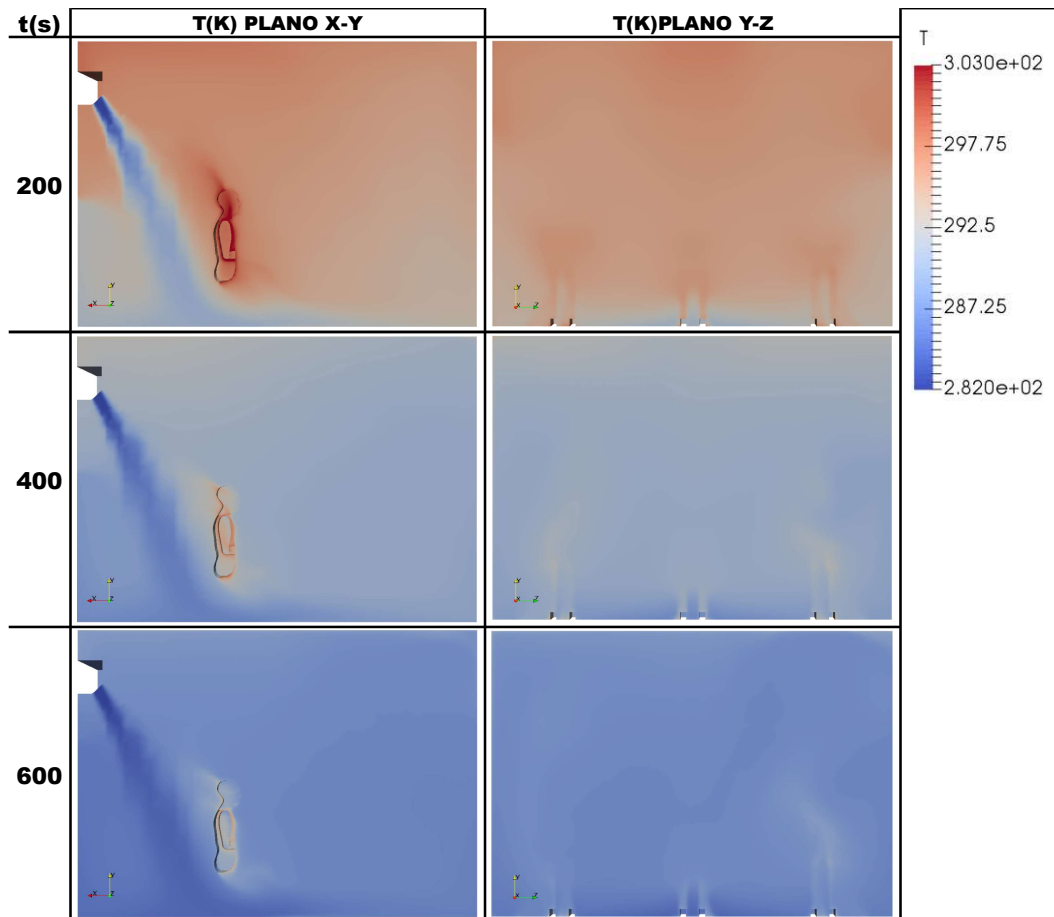 t(s) T(K) PLANO X-Y T(K)PLANO Y-Z
T
3.030e+02
297.75
292.5
287.25
2.820e+02
200
Y
X Z
Y
X Z
400
Y
X Z
Y
X Z
600
Y
X Z
Y
X Z